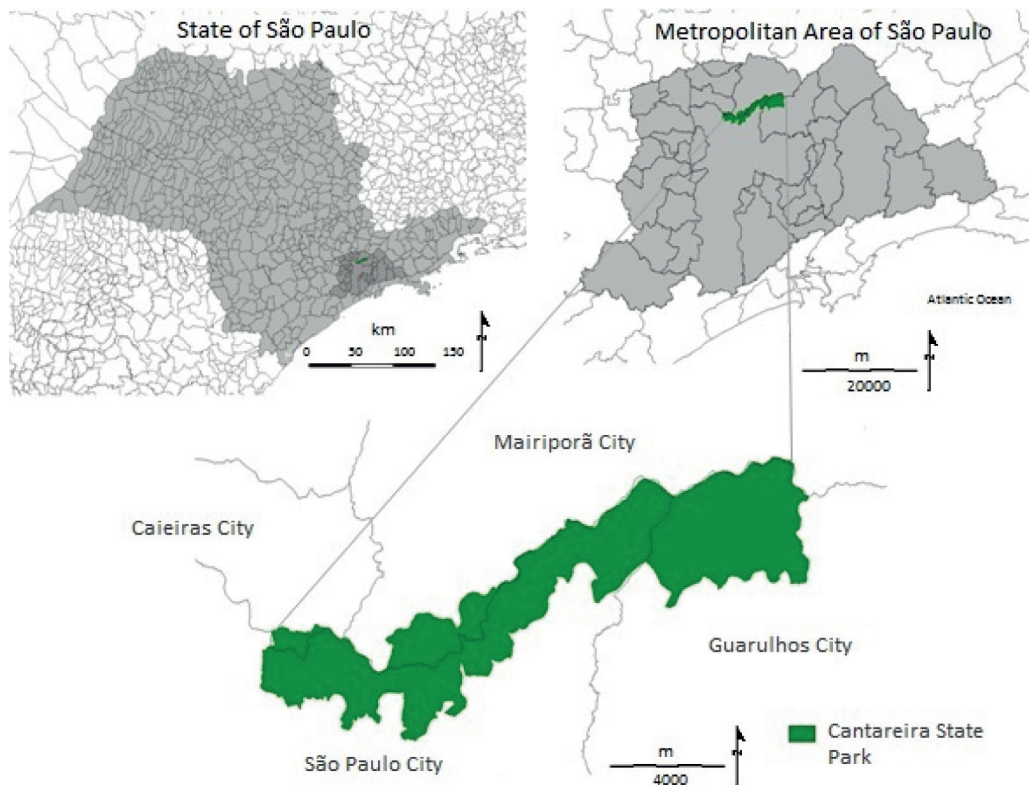 State of São Paulo
Metropolitan Area of São Paulo
Atlantic Ocean
km
0 50 100 150
N
m
20000
N
Mairiporã City
Caieiras City
Guarulhos City
São Paulo City
m
4000
N
Cantareira State
Park